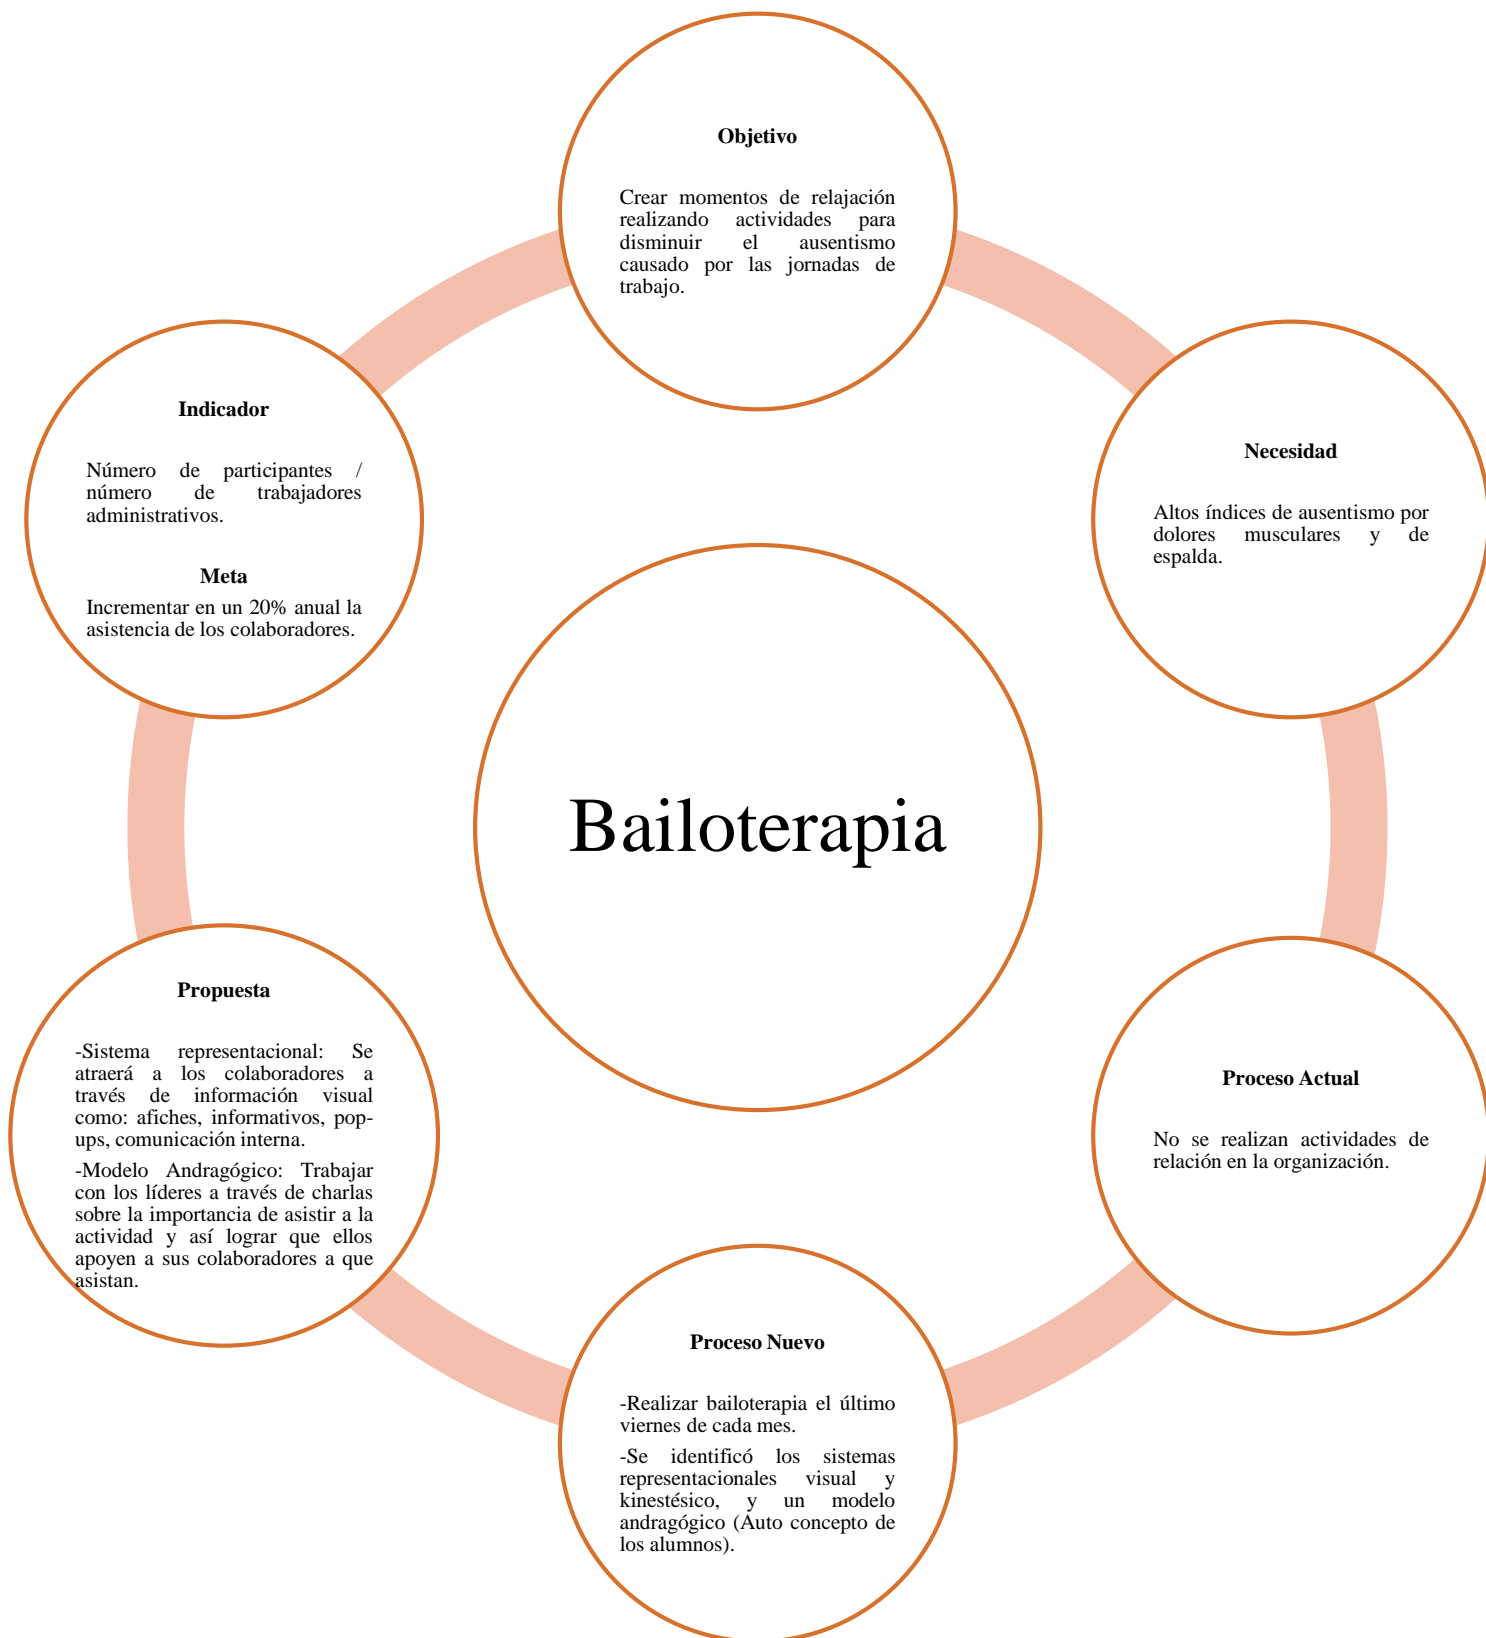 Objetivo
Crear momentos de relajación
realizando actividades para
disminuir el ausentismo
causado por las jornadas de
trabajo.
Necesidad
Altos índices de ausentismo por
dolores musculares y de
espalda.
Proceso Actual
No se realizan actividades de
relación en la organización.
Proceso Nuevo
-Realizar bailoterapia el último
viernes de cada mes.
-Se identificó los sistemas
representacionales visual y
kinestésico, y un modelo
andragógico (Auto concepto de
los alumnos).
Propuesta
-Sistema representacional: Se
atraerá a los colaboradores a
través de información visual
como: afiches, informativos, pop-
ups, comunicación interna.
-Modelo Andragógico: Trabajar
con los líderes a través de charlas
sobre la importancia de asistir a la
actividad y así lograr que ellos
apoyen a sus colaboradores a que
asistan.
Indicador
Número de participantes /
número de trabajadores
administrativos.
Meta
Incrementar en un 20% anual la
asistencia de los colaboradores.
Bailoterapia